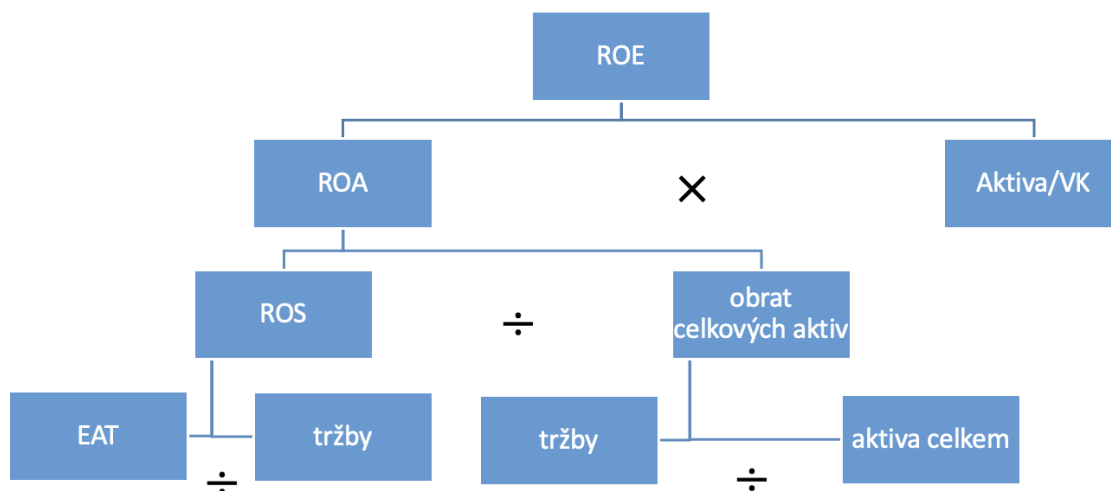 ROE
ROA
×
Aktiva/VK
ROS
÷
obrat
celkových aktiv
EAT
÷
tržby
tržby
÷
aktiva celkem